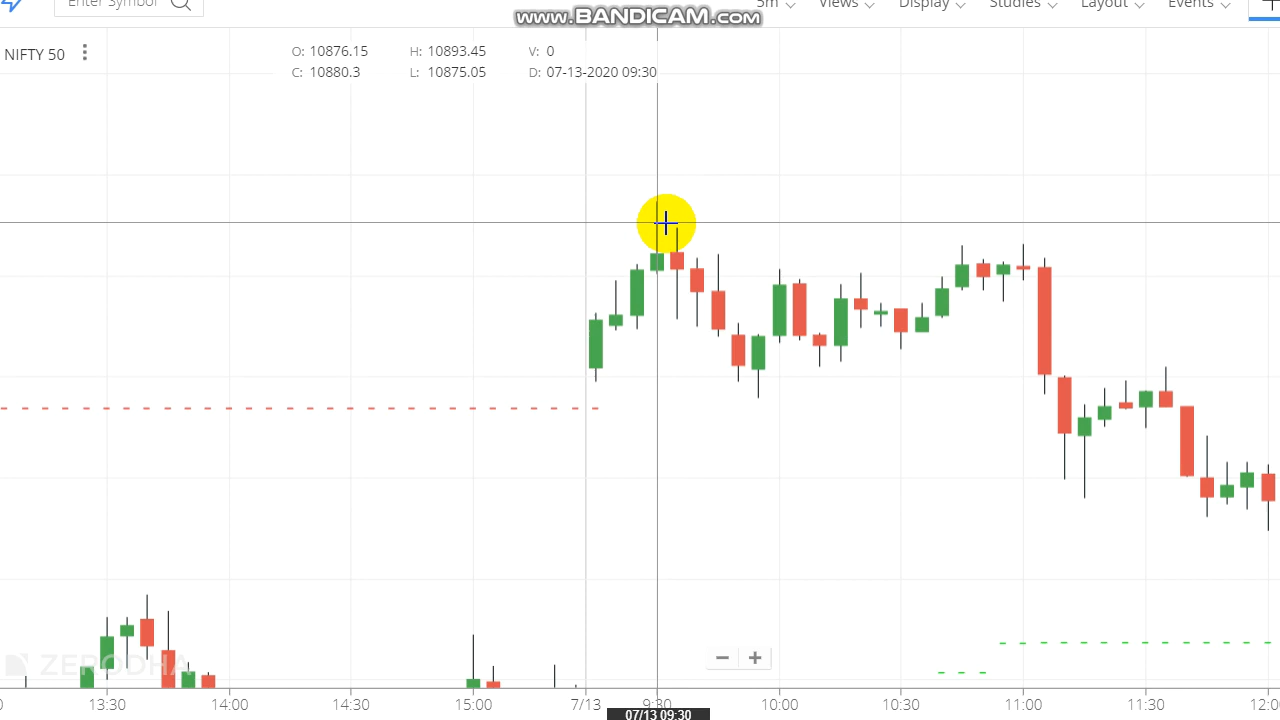 www.BANDICAM.com
Enter Symbol
5m Views Display Studies Layout Events
NIFTY 50
O: 10876.15 H: 10893.45 V: 0
C: 10880.3 L: 10875.05 D: 07-13-2020 09:30
ZERODHA
13:30 14:00 14:30 15:00 7/13 9:30 10:00 10:30 11:00 11:30 12:0
07/13 09:30